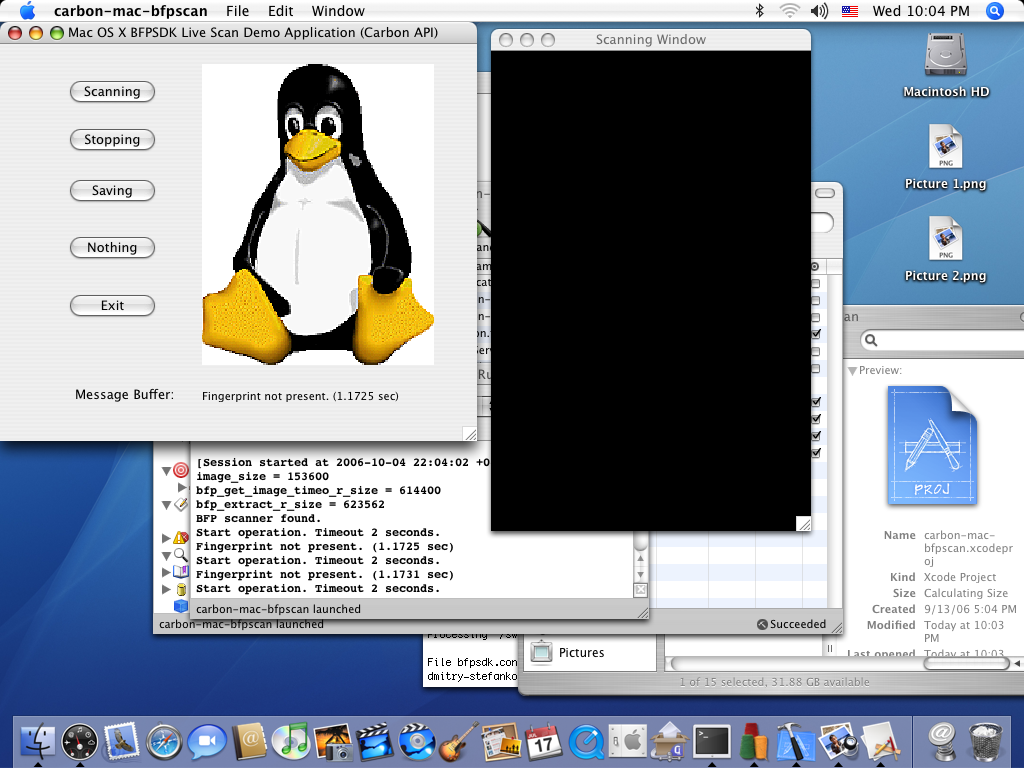 carbon-mac-bfpscan File Edit Window
Wed 10:04 PM
Mac OS X BFPSDK Live Scan Demo Application (Carbon API)
Scanning
Stopping
Saving
Nothing
Exit
Message Buffer: Fingerprint not present. (1.1725 sec)
Scanning Window
Macintosh HD
PNG
Picture 1.png
PNG
Picture 2.png
Preview:
PROJ
Name carbon-mac-
bfpscan.xcodepr
oj
Kind Xcode Project
Size Calculating Size
Created 9/13/06 5:04 PM
Modified Today at 10:03
PM
Last opened Today at 10:03
[Session started at 2006-10-04 22:04:02 +0
image_size = 153600
bfp_get_image_timeo_r_size = 614400
bfp_extract_r_size = 623562
BFP scanner found.
Start operation. Timeout 2 seconds.
Fingerprint not present. (1.1725 sec)
Start operation. Timeout 2 seconds.
Fingerprint not present. (1.1731 sec)
Start operation. Timeout 2 seconds.
carbon-mac-bfpscan launched
carbon-mac-bfpscan launched
Succeeded
File bfpsdk.con
dmitry-stefanko
Pictures
1 of 15 selected, 31.88 GB available
17